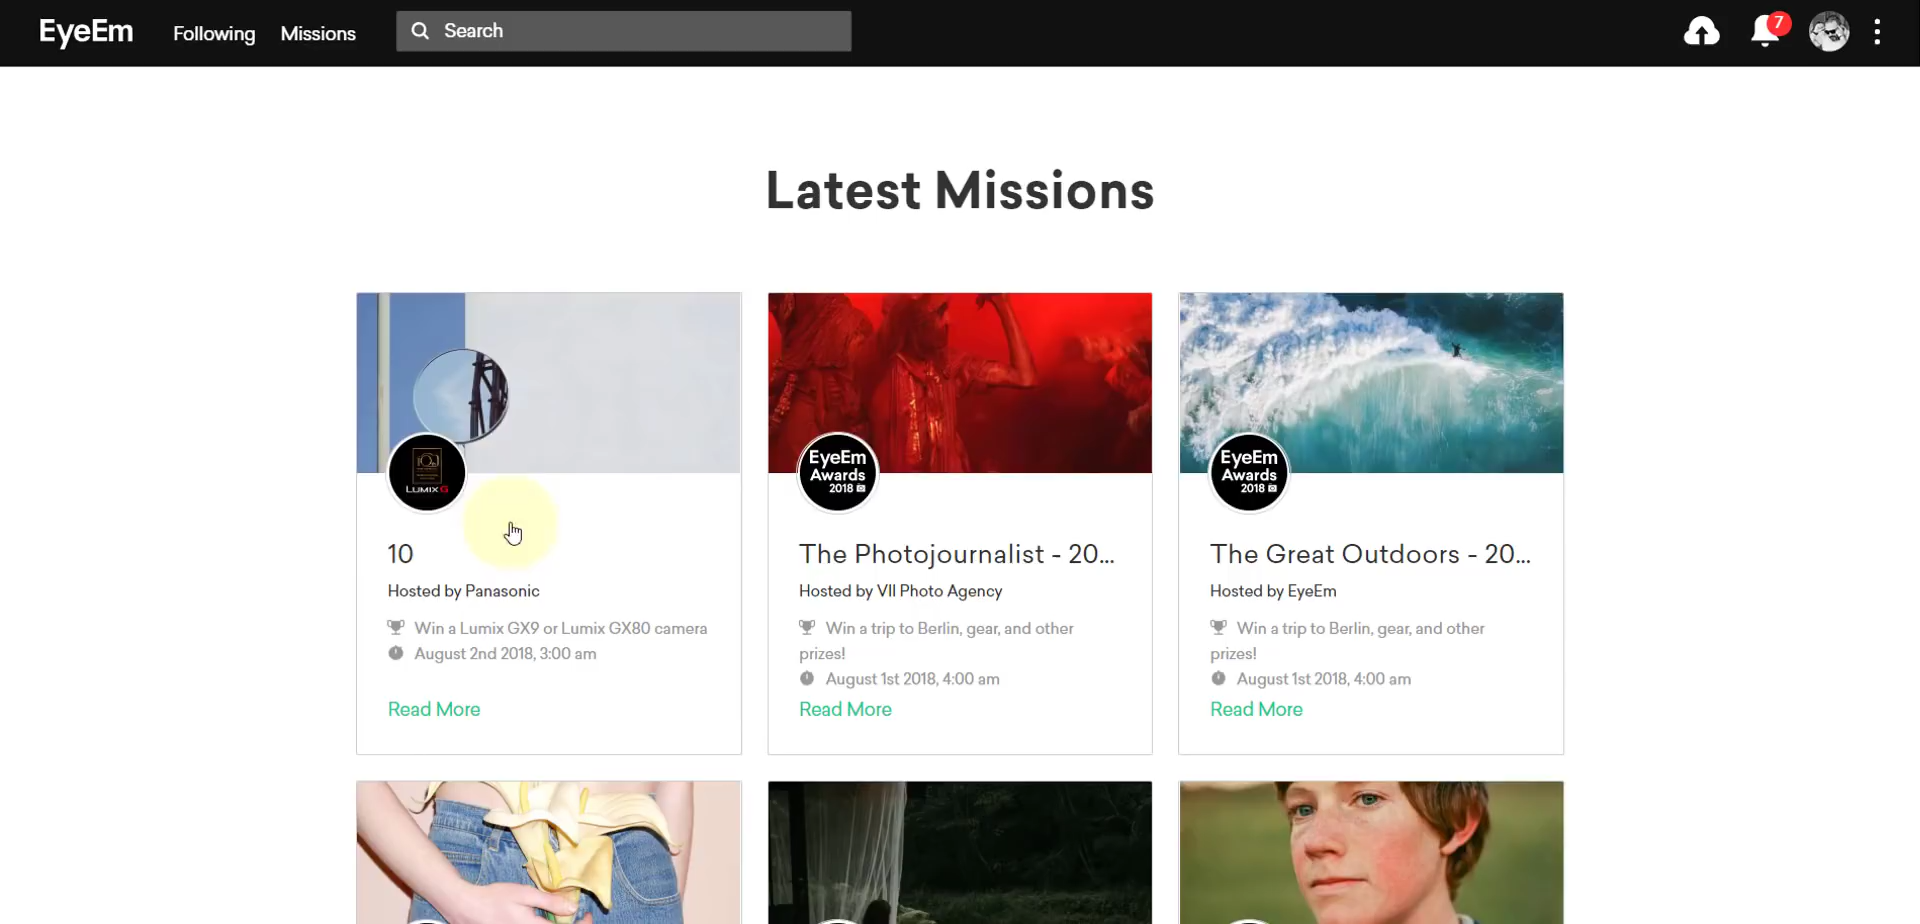 EyeEm
Following
Missions
Search
7
Latest Missions
LUMIX G
10
Hosted by Panasonic
Win a Lumix GX9 or Lumix GX80 camera
August 2nd 2018, 3:00 am
Read More
EyeEm
Awards
2018
The Photojournalist - 20...
Hosted by VII Photo Agency
Win a trip to Berlin, gear, and other
prizes!
August 1st 2018, 4:00 am
Read More
EyeEm
Awards
2018
The Great Outdoors - 20...
Hosted by EyeEm
Win a trip to Berlin, gear, and other
prizes!
August 1st 2018, 4:00 am
Read More